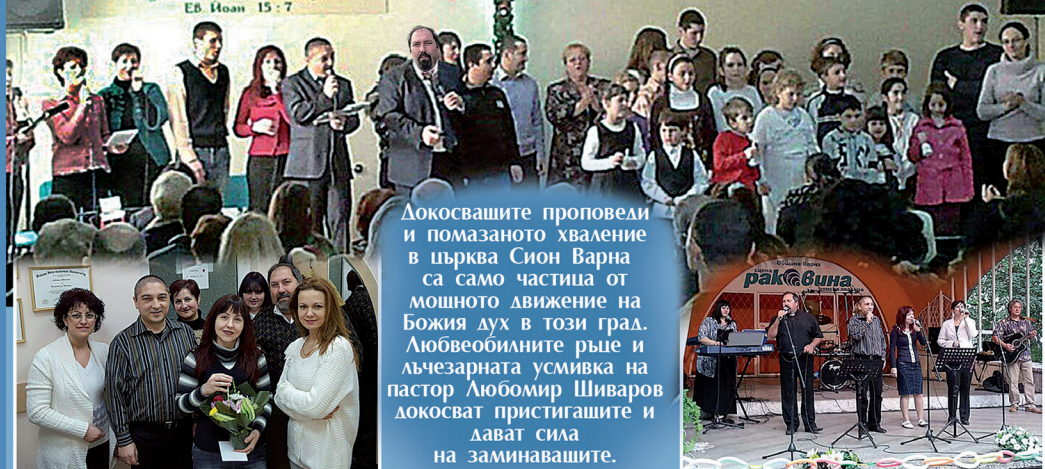 Ев. Йоан 15 : 7
Докосващите проповеди
и помазаното хваление
в църква Сион Варна
са само частица от
мощното движение на
Божия дух в този град.
Любвеобилните ръце и
лъчезарната усмивка на
пастор Любомир Шиваров
докосват пристигащите и
дават сила
на заминаващите.
Община Варна
сцена
раковина